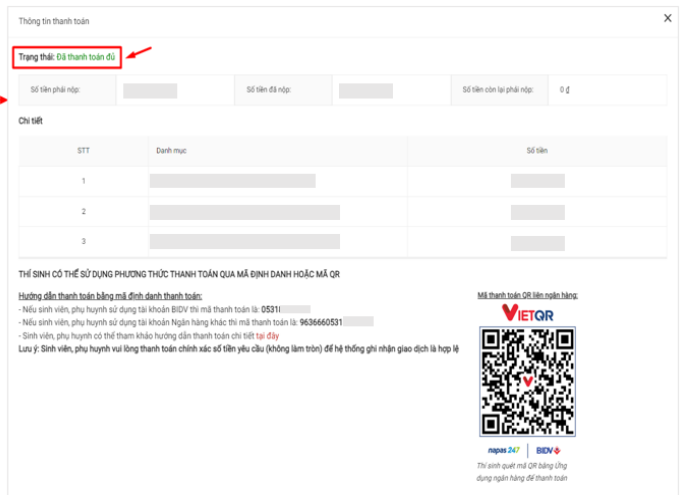 Thông tin thanh toán
X
Trạng thái: Đã thanh toán đủ
Số tiền phải nộp:
Số tiền đã nộp:
Số tiền còn lại phải nộp:
0 ₫
Chi tiết
STT
Danh mục
Số tiền
1
2
3
THÍ SINH CÓ THỂ SỬ DỤNG PHƯƠNG THỨC THANH TOÁN QUA MÃ ĐỊNH DANH HOẶC MÃ QR
Hướng dẫn thanh toán bằng mã định danh thanh toán:
- Nếu sinh viên, phụ huynh sử dụng tài khoản BIDV thì mã thanh toán là: 0531
- Nếu sinh viên, phụ huynh sử dụng tài khoản Ngân hàng khác thì mã thanh toán là: 9636660531
- Sinh viên, phụ huynh có thể tham khảo hướng dẫn thanh toán chi tiết tại đây
Lưu ý: Sinh viên, phụ huynh vui lòng thanh toán chính xác số tiền yêu cầu (không làm tròn) để hệ thống ghi nhận giao dịch là hợp lệ
Mã thanh toán QR liên ngân hàng:
VIETQR
napas 247
BIDV
Thí sinh quét mã QR bằng Ứng
dụng ngân hàng để thanh toán